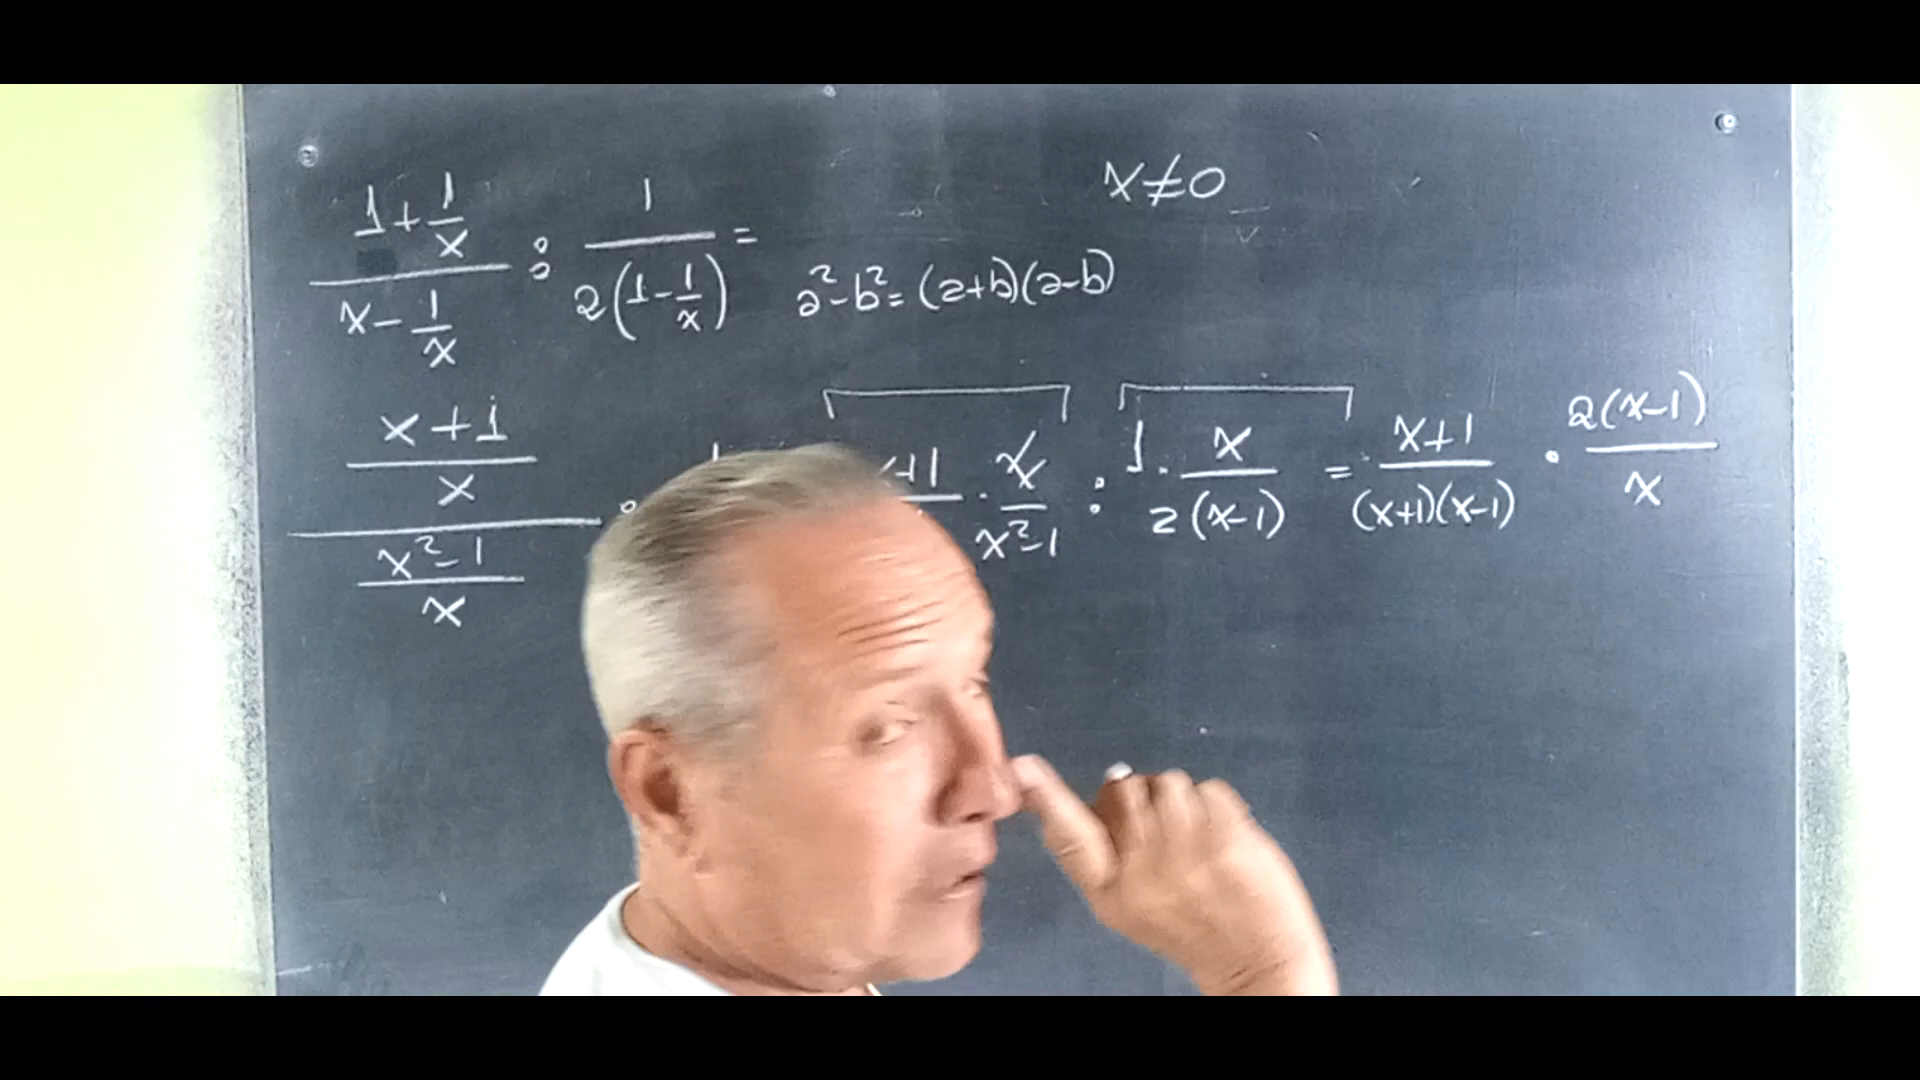 x≠0
(1+1/x)/(x-1/x) : 1/(2(1-1/x)) =
a²-b²=(a+b)(a-b)
((x+1)/x)/((x²-1)/x)
+1 · x/(x²-1) : 1 · x/(2(x-1)) = (x+1)/((x+1)(x-1)) · 2(x-1)/x